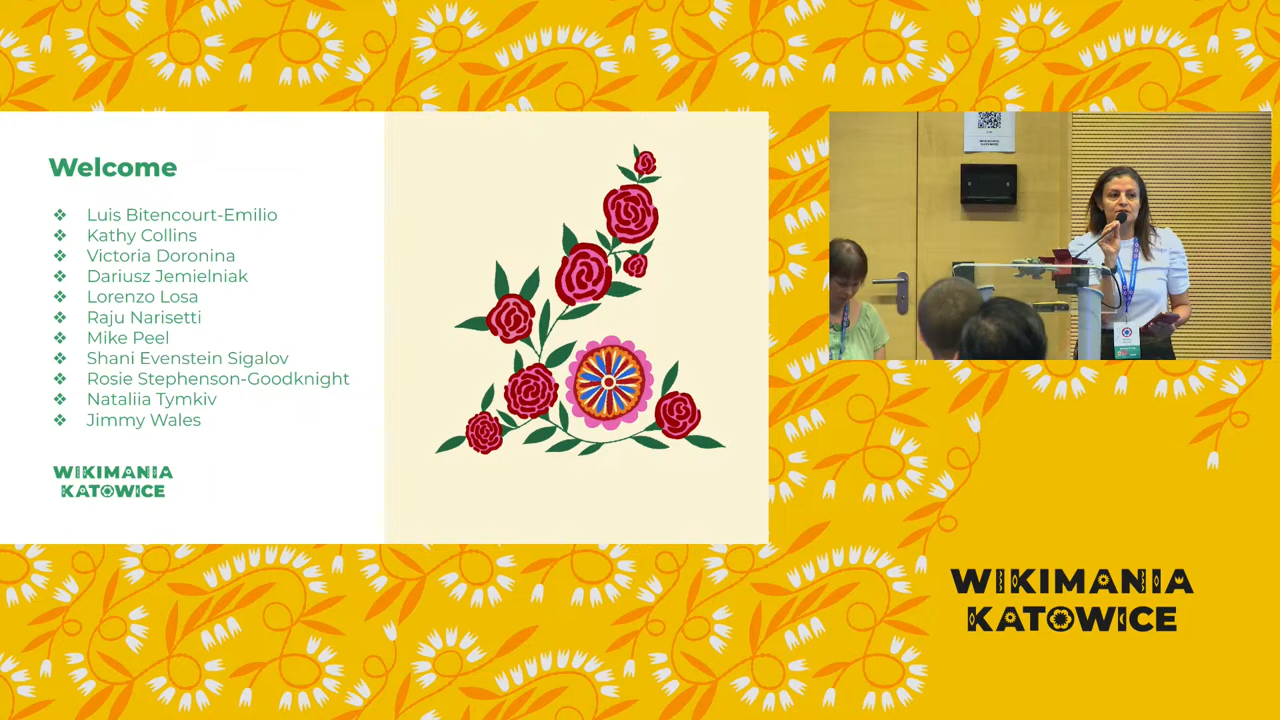 Welcome
❖ Luis Bitencourt-Emilio
❖ Kathy Collins
❖ Victoria Doronina
❖ Dariusz Jemielniak
❖ Lorenzo Losa
❖ Raju Narisetti
❖ Mike Peel
❖ Shani Evenstein Sigalov
❖ Rosie Stephenson-Goodknight
❖ Nataliia Tymkiv
❖ Jimmy Wales
WIKIMANIA
KATOWICE
WIKIMANIA
KATOWICE